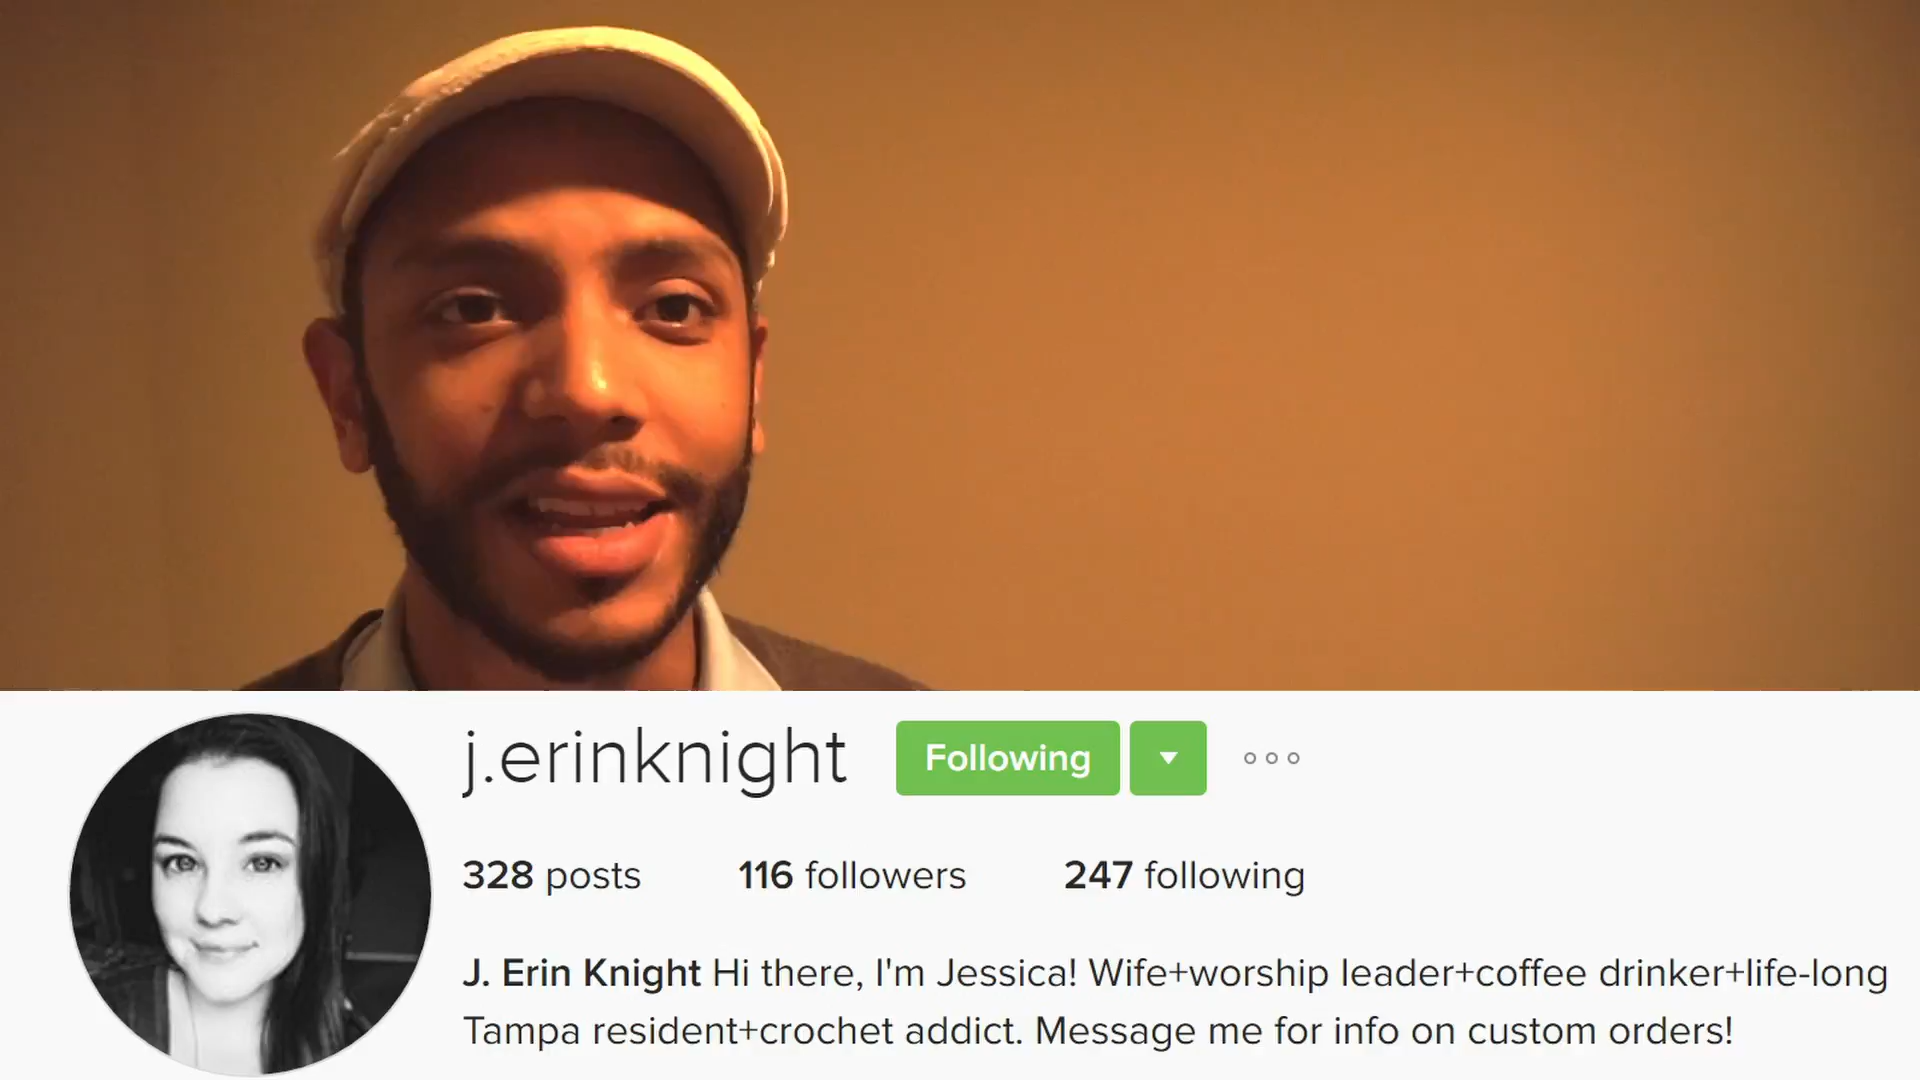 j.erinknight Following
328 posts 116 followers 247 following
J. Erin Knight Hi there, I'm Jessica! Wife+worship leader+coffee drinker+life-long
Tampa resident+crochet addict. Message me for info on custom orders!